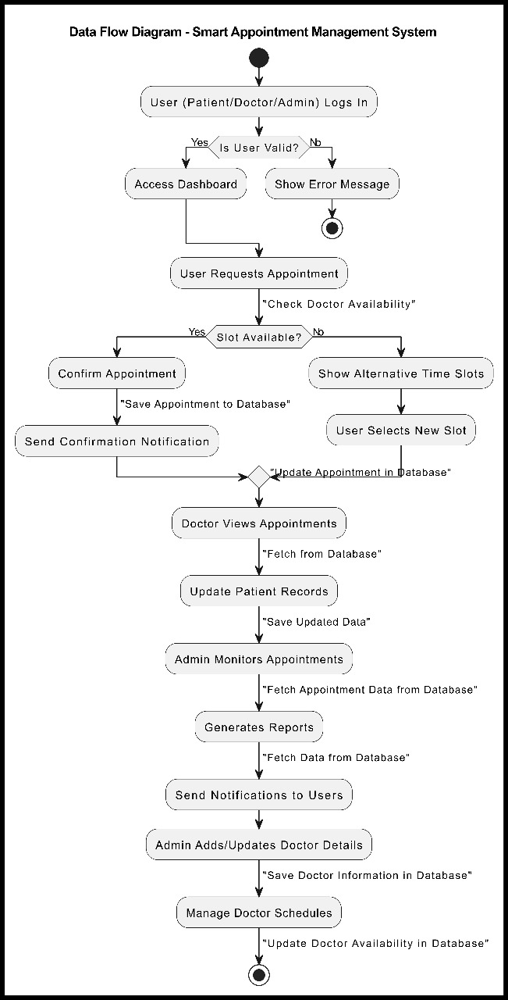 Data Flow Diagram - Smart Appointment Management System
User (Patient/Doctor/Admin) Logs In
Yes
Is User Valid?
No
Access Dashboard
Show Error Message
User Requests Appointment
"Check Doctor Availability"
Yes
Slot Available?
No
Confirm Appointment
Show Alternative Time Slots
"Save Appointment to Database"
User Selects New Slot
Send Confirmation Notification
"Update Appointment in Database"
Doctor Views Appointments
"Fetch from Database"
Update Patient Records
"Save Updated Data"
Admin Monitors Appointments
"Fetch Appointment Data from Database"
Generates Reports
"Fetch Data from Database"
Send Notifications to Users
Admin Adds/Updates Doctor Details
"Save Doctor Information in Database"
Manage Doctor Schedules
"Update Doctor Availability in Database"